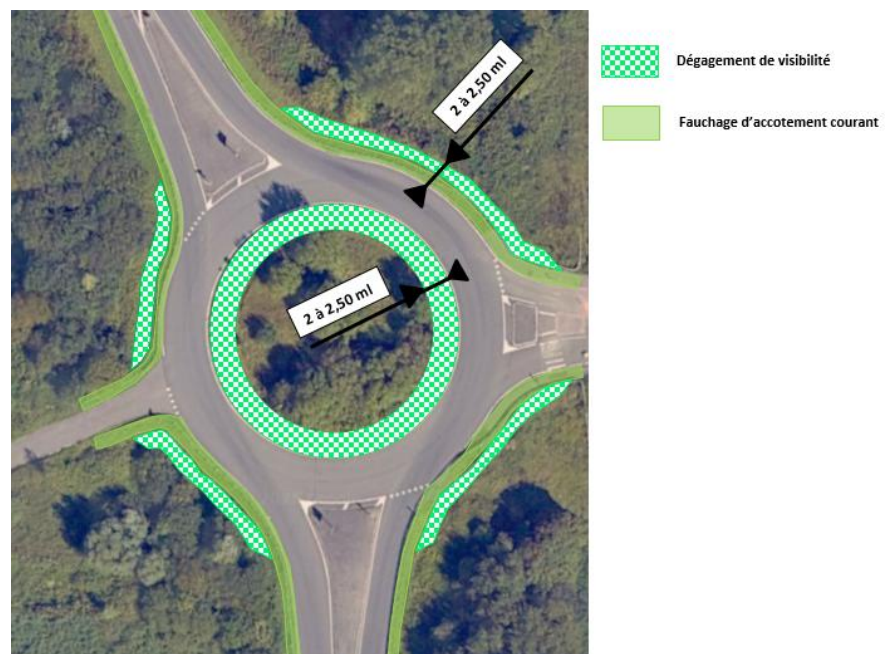 2 à 2,50 ml
Dégagement de visibilité
Fauchage d'accotement courant
2 à 2,50 ml